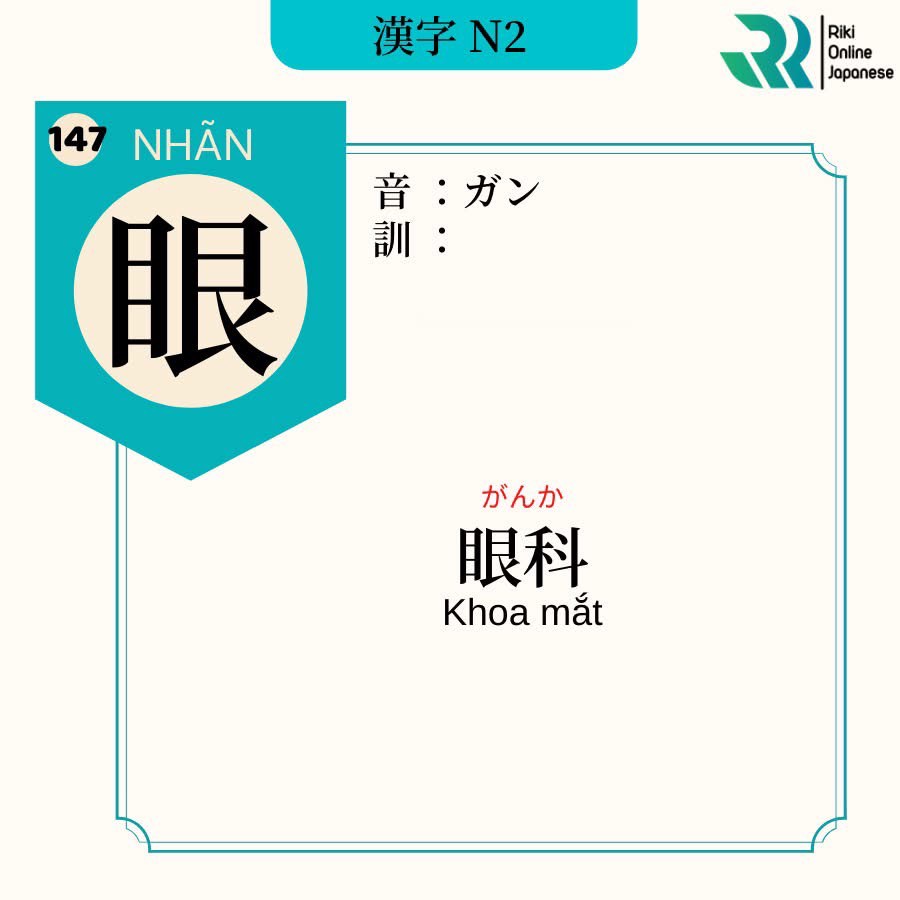 漢字 N2
Riki
Online
Japanese
147
NHÃN
眼
音：ガン
訓：
がんか
眼科
Khoa mắt